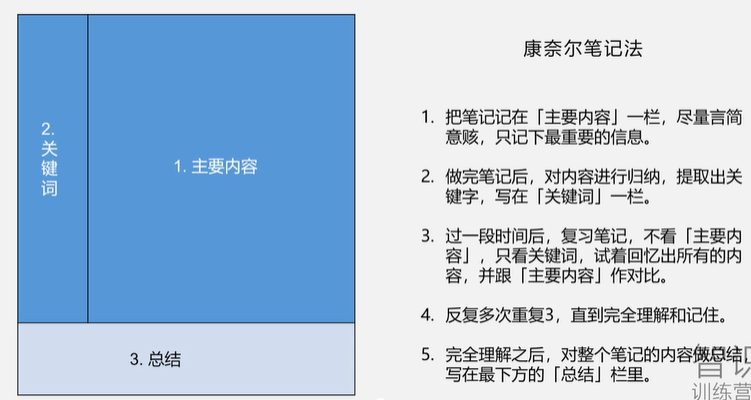 2.
关
键
词
1. 主要内容
3. 总结
康奈尔笔记法
1. 把笔记记在「主要内容」一栏，尽量言简
意赅，只记下最重要的信息。
2. 做完笔记后，对内容进行归纳，提取出关
键字，写在「关键词」一栏。
3. 过一段时间后，复习笔记，不看「主要内
容」，只看关键词，试着回忆出所有的内
容，并跟「主要内容」作对比。
4. 反复多次重复3，直到完全理解和记住。
5. 完全理解之后，对整个笔记的内容做总结，
写在最下方的「总结」栏里。
训练营